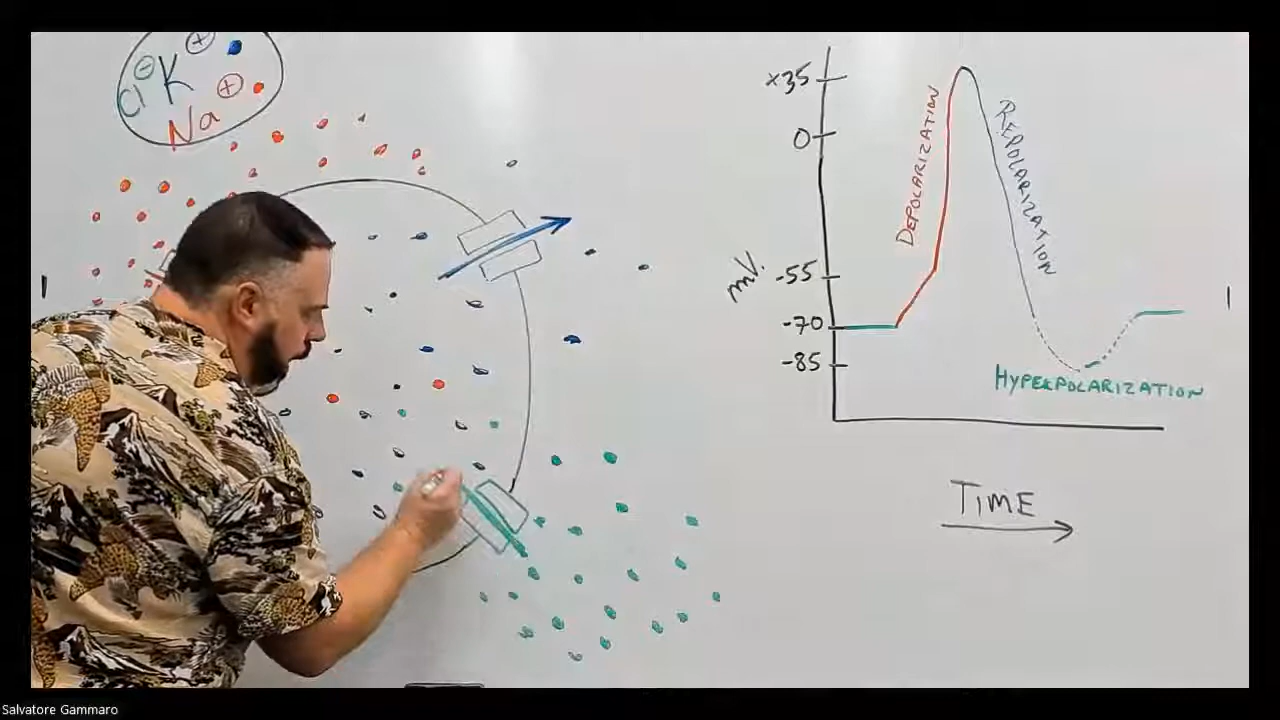 +
- K
Cl
Na +
+35
0
-55
mV.
-70
-85
DEPOLARIZATION
REPOLARIZATION
HYPERPOLARIZATION
TIME
Salvatore Gammaro